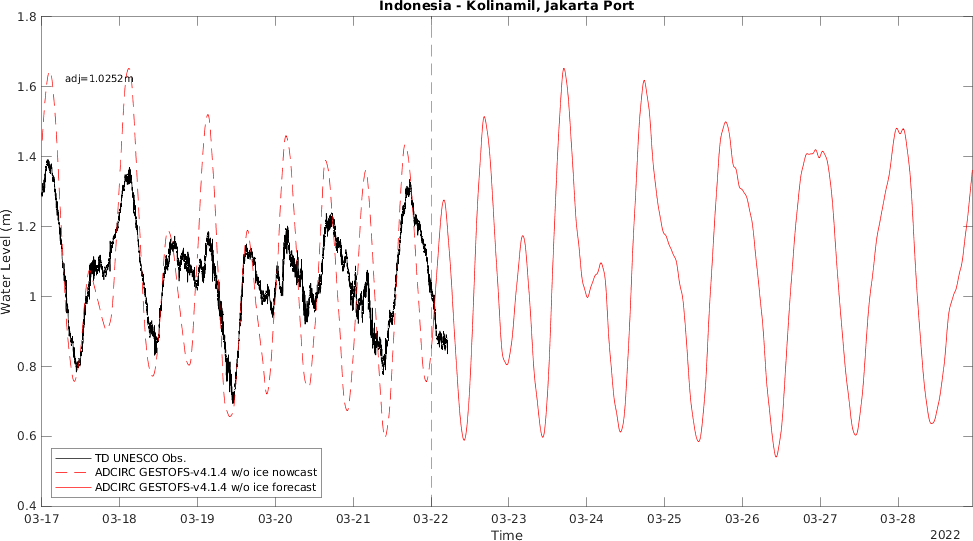 Indonesia - Kolinamil, Jakarta Port
1.8
1.6
1.4
1.2
1
0.8
0.6
0.4
Water Level (m)
adj=1.0252m
TD UNESCO Obs.
ADCIRC GESTOFS-v4.1.4 w/o ice nowcast
ADCIRC GESTOFS-v4.1.4 w/o ice forecast
03-17 03-18 03-19 03-20 03-21 03-22 03-23 03-24 03-25 03-26 03-27 03-28
Time
2022